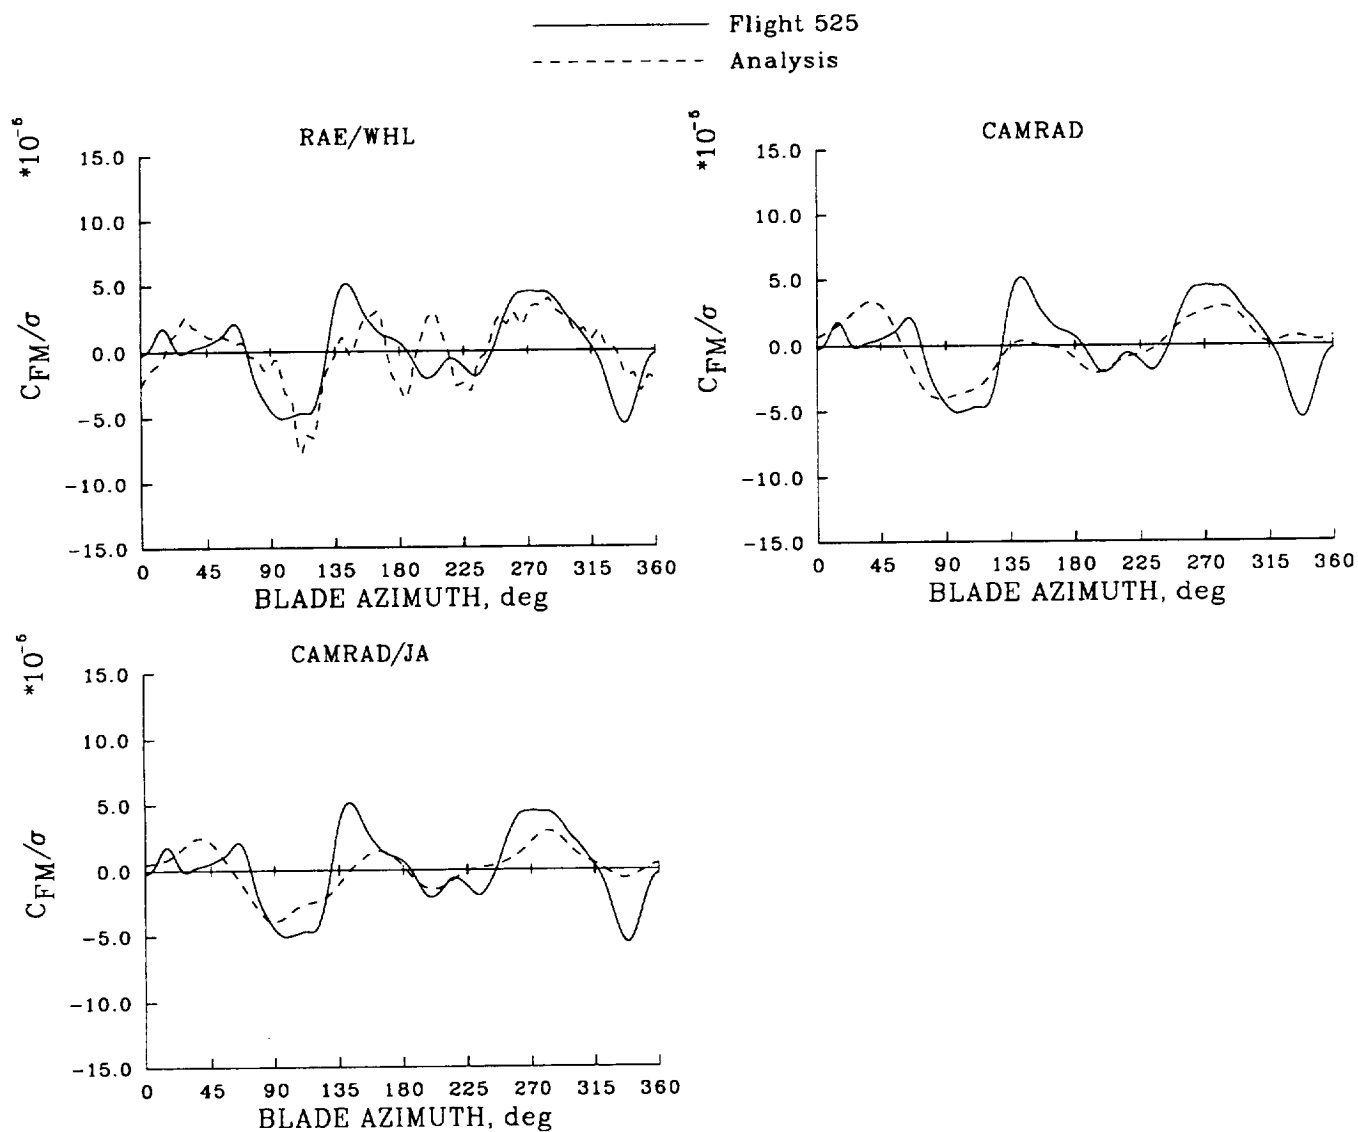 Flight 525
Analysis
RAE/WHL
*10⁻⁵
15.0
10.0
5.0
0.0
−5.0
−10.0
−15.0
C_FM/σ
0 45 90 135 180 225 270 315 360
BLADE AZIMUTH, deg
CAMRAD
*10⁻⁵
15.0
10.0
5.0
0.0
−5.0
−10.0
−15.0
C_FM/σ
0 45 90 135 180 225 270 315 360
BLADE AZIMUTH, deg
CAMRAD/JA
*10⁻⁵
15.0
10.0
5.0
0.0
−5.0
−10.0
−15.0
C_FM/σ
0 45 90 135 180 225 270 315 360
BLADE AZIMUTH, deg